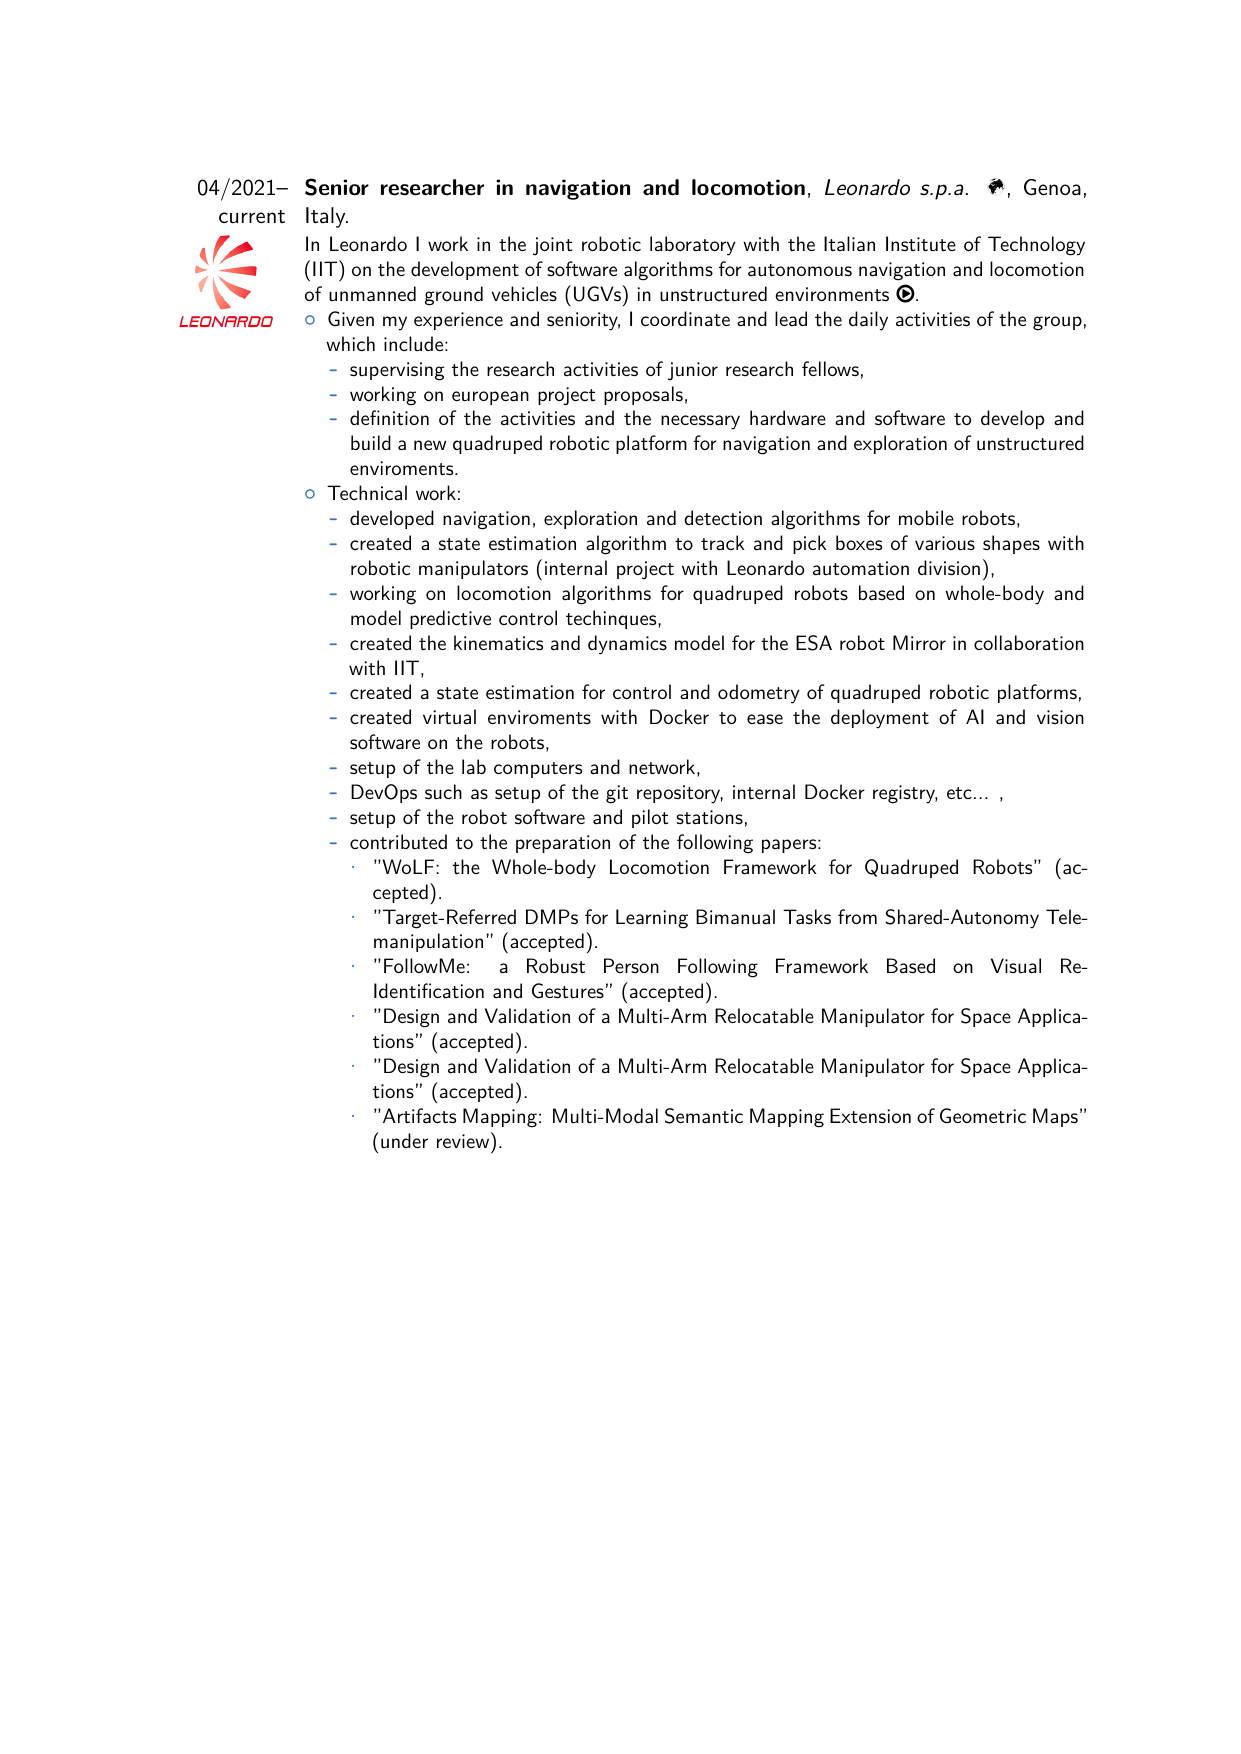 04/2021– Senior researcher in navigation and locomotion, Leonardo s.p.a. , Genoa,
current Italy.
In Leonardo I work in the joint robotic laboratory with the Italian Institute of Technology
(IIT) on the development of software algorithms for autonomous navigation and locomotion
of unmanned ground vehicles (UGVs) in unstructured environments .
LEONARDO
○ Given my experience and seniority, I coordinate and lead the daily activities of the group,
which include:
- supervising the research activities of junior research fellows,
- working on european project proposals,
- definition of the activities and the necessary hardware and software to develop and
build a new quadruped robotic platform for navigation and exploration of unstructured
enviroments.
○ Technical work:
- developed navigation, exploration and detection algorithms for mobile robots,
- created a state estimation algorithm to track and pick boxes of various shapes with
robotic manipulators (internal project with Leonardo automation division),
- working on locomotion algorithms for quadruped robots based on whole-body and
model predictive control techinques,
- created the kinematics and dynamics model for the ESA robot Mirror in collaboration
with IIT,
- created a state estimation for control and odometry of quadruped robotic platforms,
- created virtual enviroments with Docker to ease the deployment of AI and vision
software on the robots,
- setup of the lab computers and network,
- DevOps such as setup of the git repository, internal Docker registry, etc... ,
- setup of the robot software and pilot stations,
- contributed to the preparation of the following papers:
· ”WoLF: the Whole-body Locomotion Framework for Quadruped Robots” (ac-
cepted).
· ”Target-Referred DMPs for Learning Bimanual Tasks from Shared-Autonomy Tele-
manipulation” (accepted).
· ”FollowMe: a Robust Person Following Framework Based on Visual Re-
Identification and Gestures” (accepted).
· ”Design and Validation of a Multi-Arm Relocatable Manipulator for Space Applica-
tions” (accepted).
· ”Design and Validation of a Multi-Arm Relocatable Manipulator for Space Applica-
tions” (accepted).
· ”Artifacts Mapping: Multi-Modal Semantic Mapping Extension of Geometric Maps”
(under review).